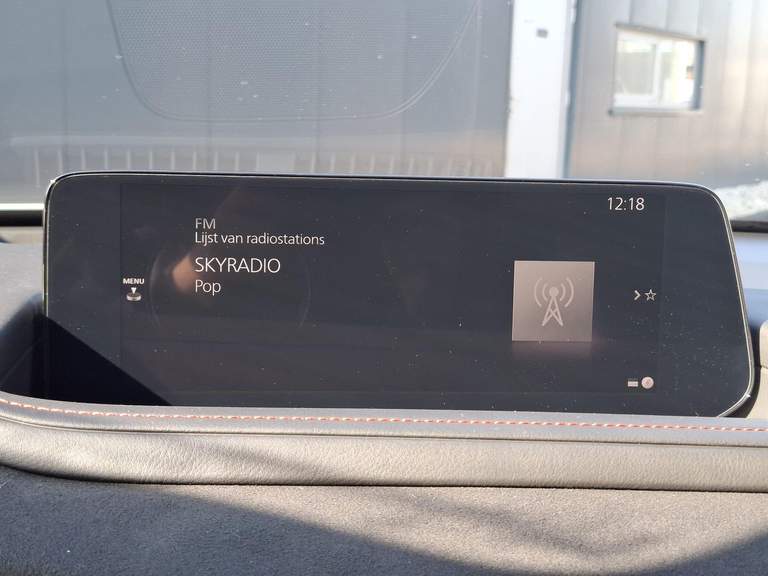 12:18
FM
Lijst van radiostations
SKYRADIO
Pop
MENU